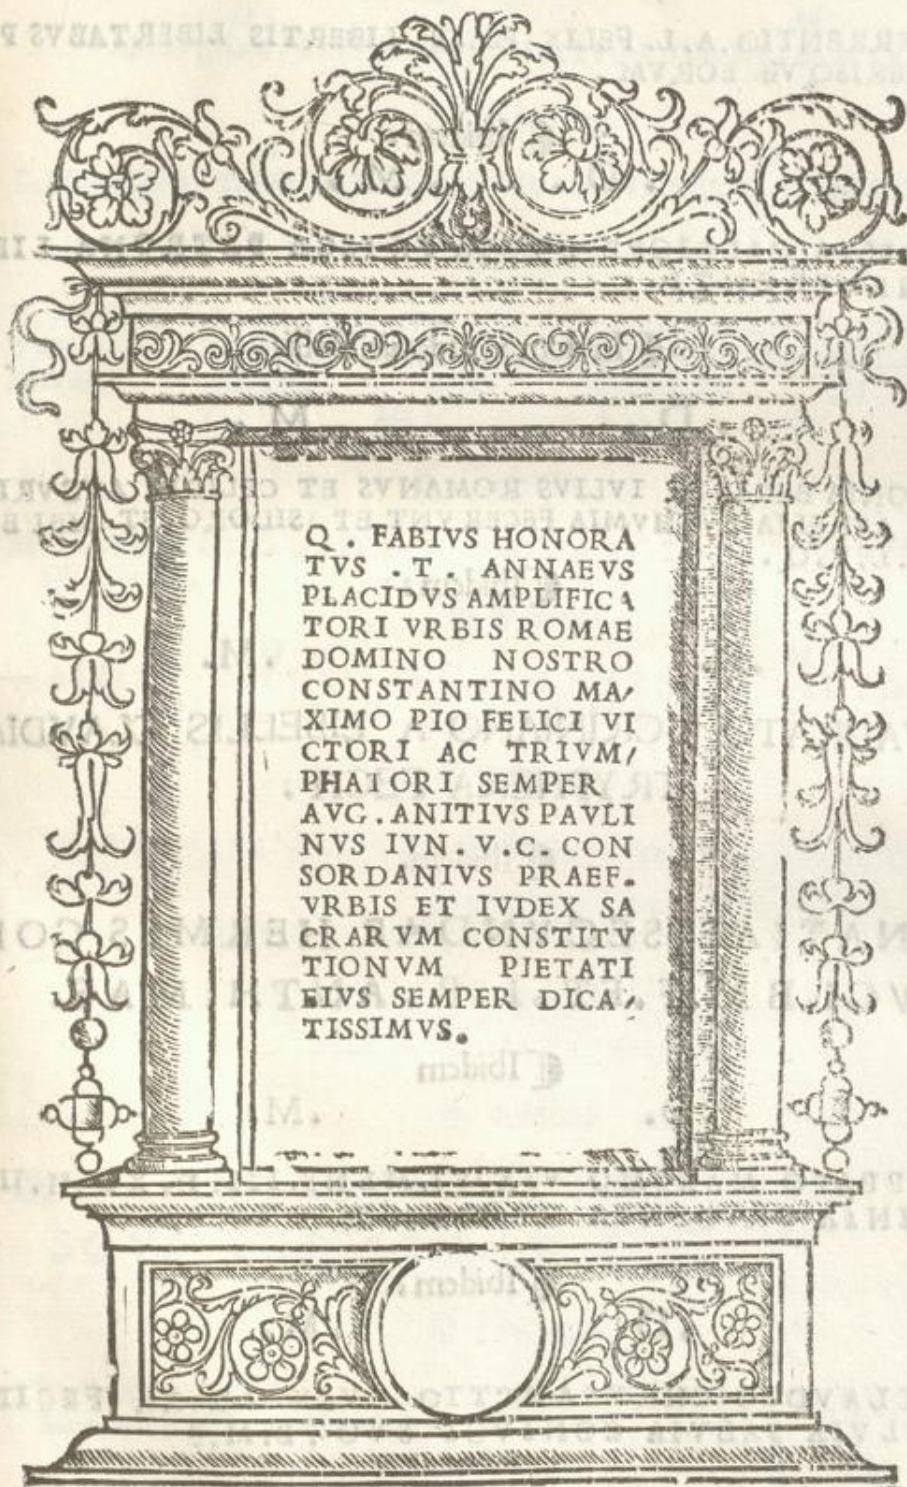 Q . FABIVS HONORA
TVS . T . ANNAEVS
PLACIDVS AMPLIFICA
TORI VRBIS ROMAE
DOMINO NOSTRO
CONSTANTINO MA/
XIMO PIO FELICI VI
CTORI AC TRIVM/
PHATORI SEMPER
AVG . ANITIVS PAVLI
NVS IVN . V . C . CON
SORDANIVS PRAEF.
VRBIS ET IVDEX SA
CRARVM CONSTITV
TIONVM PIETATI
EIVS SEMPER DICA/
TISSIMVS.